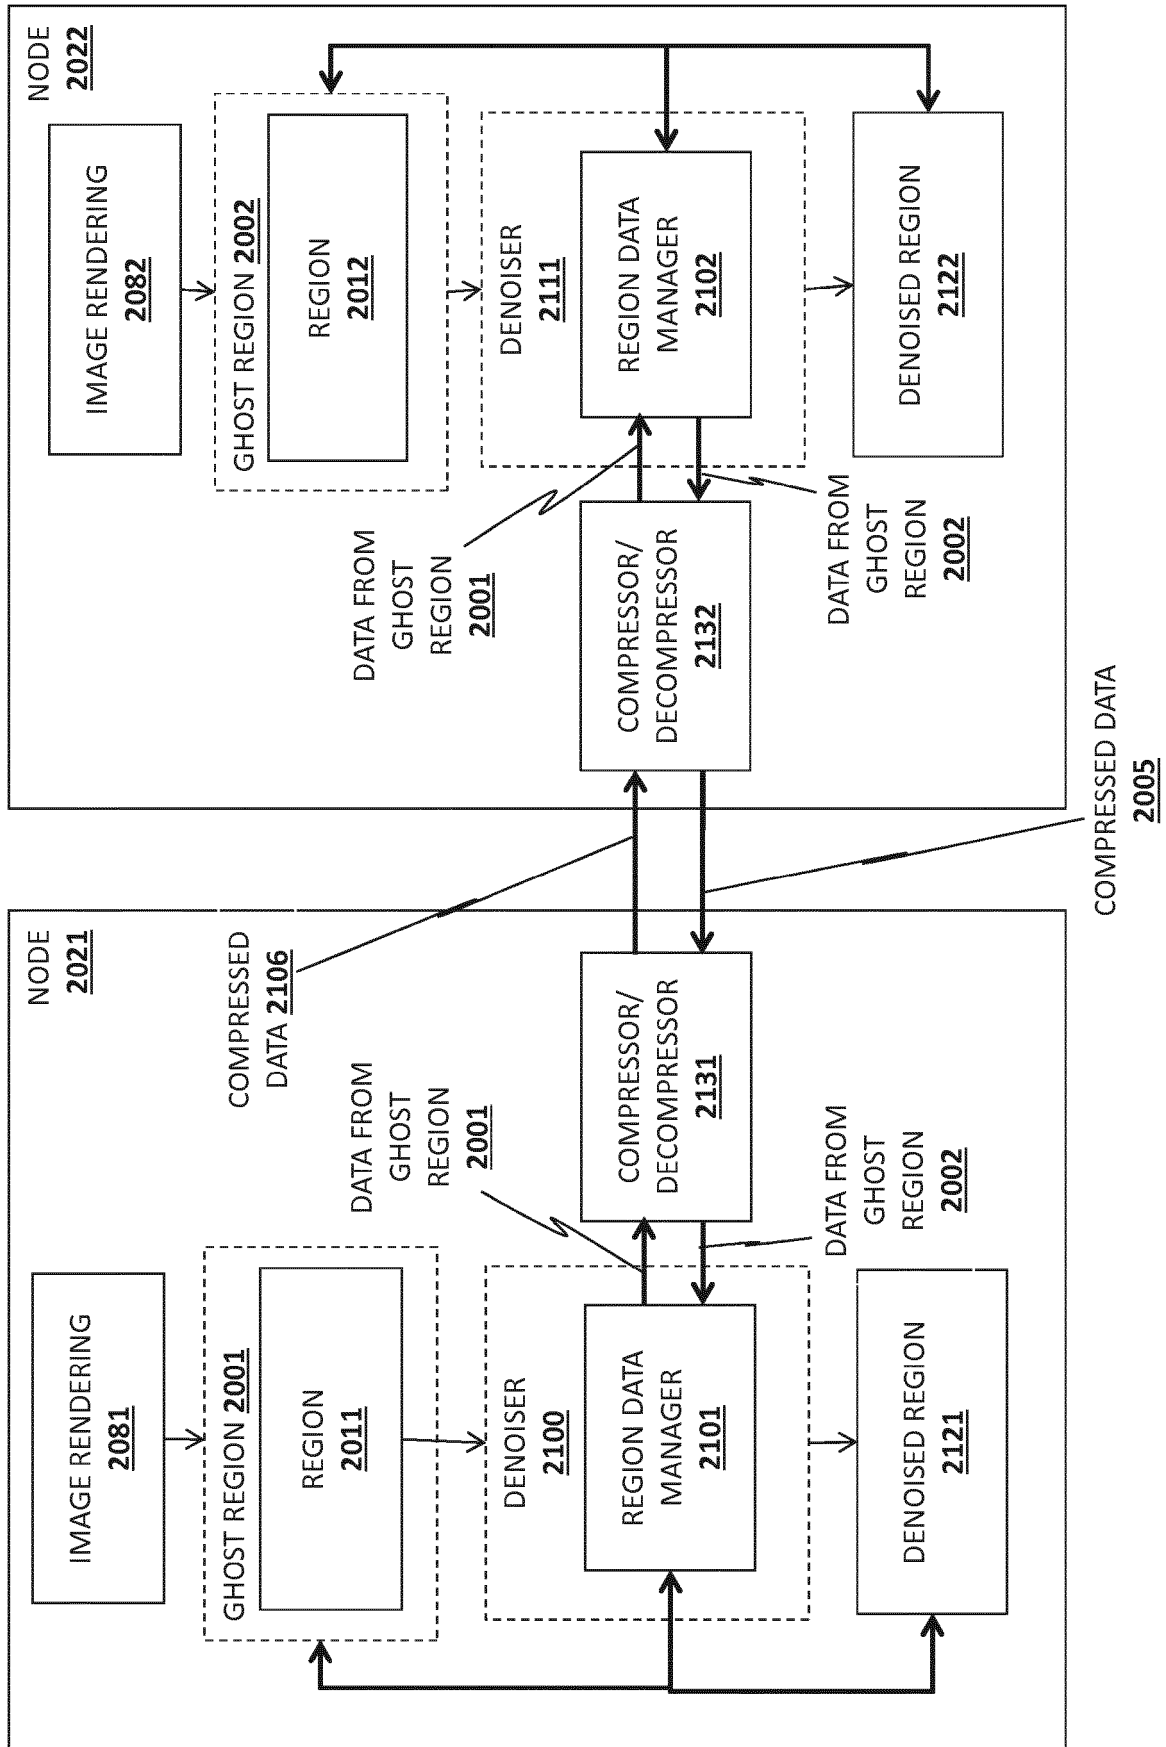 NODE
2021
IMAGE RENDERING
2081
GHOST REGION 2001
REGION
2011
DENOISER
2100
REGION DATA
MANAGER
2101
DENOISED REGION
2121
DATA FROM
GHOST
REGION
2001
COMPRESSOR/
DECOMPRESSOR
2131
DATA FROM
GHOST
REGION
2002
COMPRESSED
DATA 2106
COMPRESSED DATA
2005
NODE
2022
IMAGE RENDERING
2082
GHOST REGION 2002
REGION
2012
DENOISER
2111
REGION DATA
MANAGER
2102
DENOISED REGION
2122
DATA FROM
GHOST
REGION
2001
COMPRESSOR/
DECOMPRESSOR
2132
DATA FROM
GHOST
REGION
2002